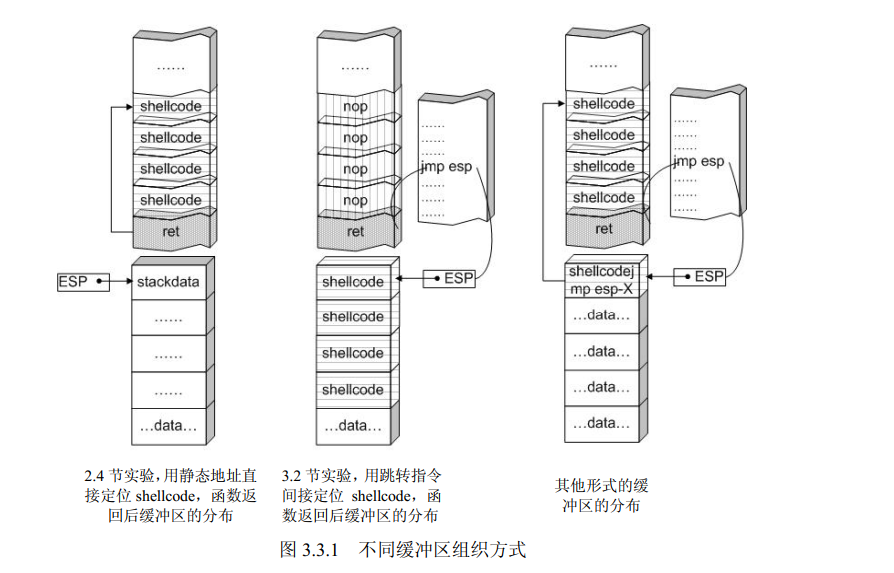 ……
shellcode
shellcode
shellcode
shellcode
ret
ESP
stackdata
……
……
……
…data…
2.4 节实验，用静态地址直
接定位 shellcode，函数返
回后缓冲区的分布
……
nop
nop
nop
nop
ret
……
……
……
jmp esp
……
……
……
ESP
shellcode
shellcode
shellcode
shellcode
…data…
3.2 节实验，用跳转指令
间接定位 shellcode，函
数返回后缓冲区的分布
……
shellcode
shellcode
shellcode
shellcode
ret
……
……
……
jmp esp
……
……
……
ESP
shellcodej
mp esp-X
…data…
…data…
…data…
…data…
其他形式的缓
冲区的分布
图 3.3.1 不同缓冲区组织方式